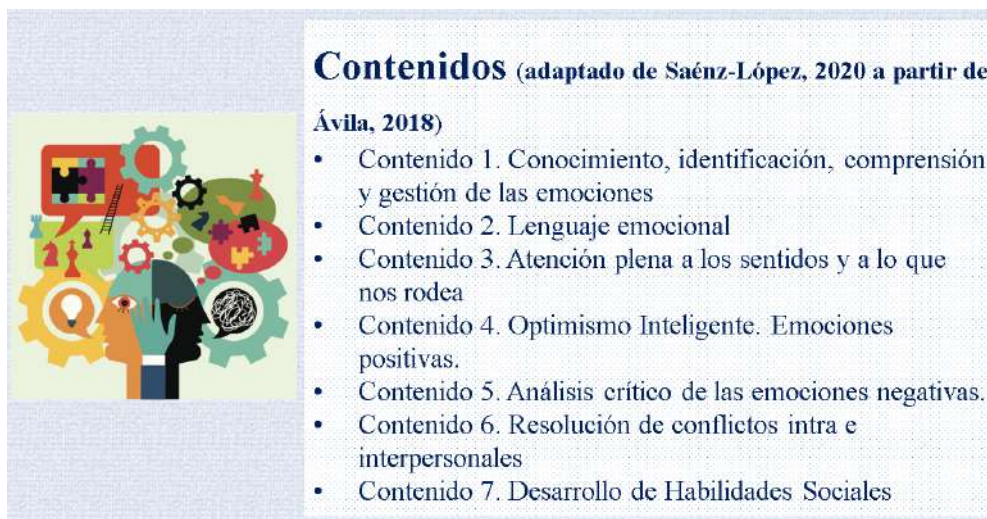 Contenidos (adaptado de Saénz-López, 2020 a partir de
Ávila, 2018)
• Contenido 1. Conocimiento, identificación, comprensión
y gestión de las emociones
• Contenido 2. Lenguaje emocional
• Contenido 3. Atención plena a los sentidos y a lo que
nos rodea
• Contenido 4. Optimismo Inteligente. Emociones
positivas.
• Contenido 5. Análisis crítico de las emociones negativas.
• Contenido 6. Resolución de conflictos intra e
interpersonales
• Contenido 7. Desarrollo de Habilidades Sociales